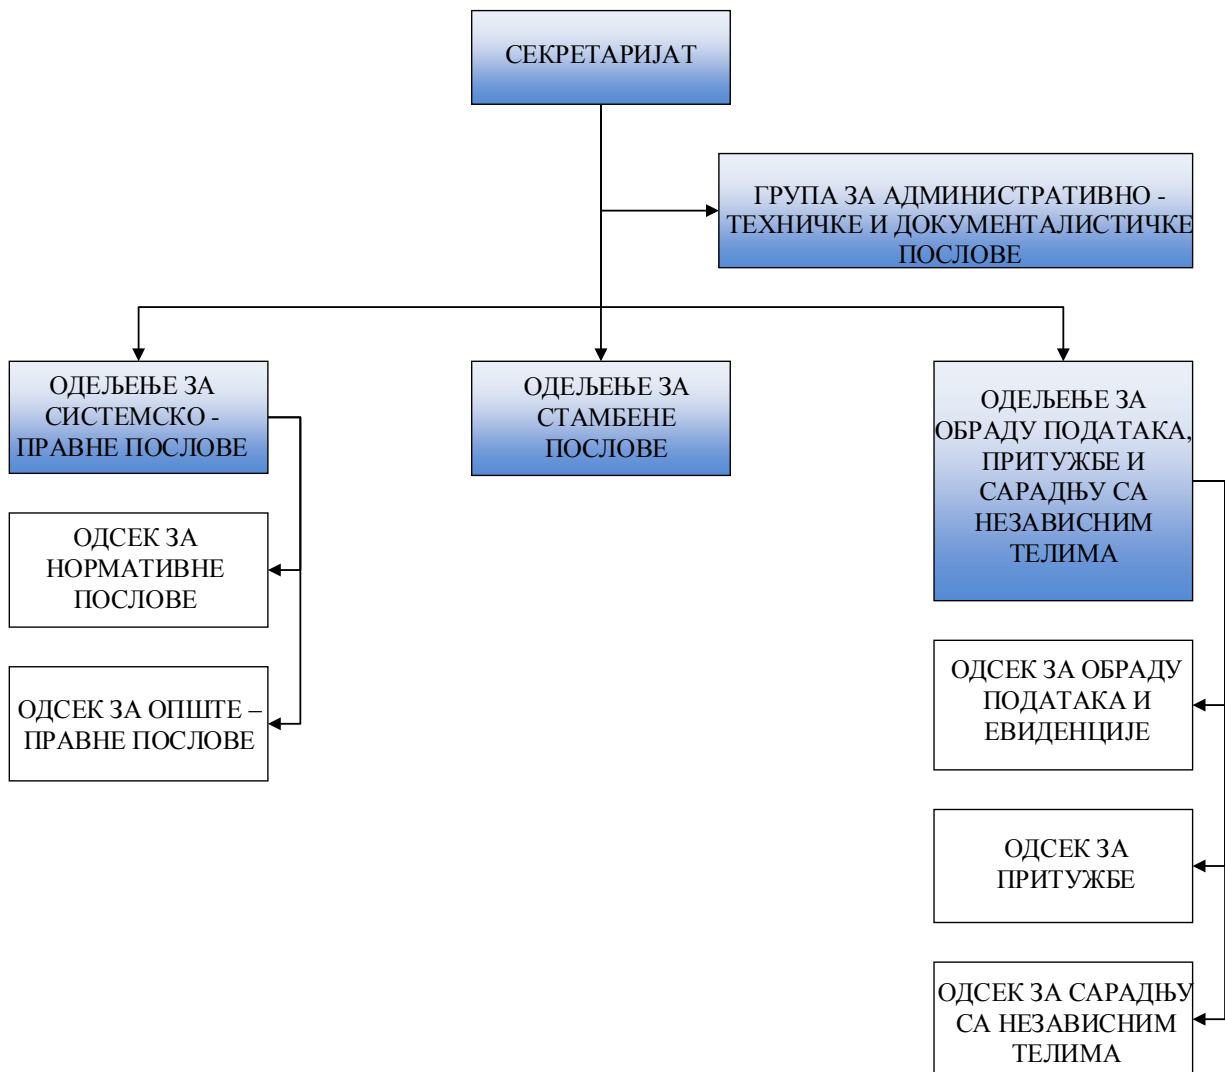 СЕКРЕТАРИЈАТ
ГРУПА ЗА АДМИНИСТРАТИВНО -
ТЕХНИЧКЕ И ДОКУМЕНТАЛИСТИЧКЕ
ПОСЛОВЕ
ОДЕЉЕЊЕ ЗА
СИСТЕМСКО -
ПРАВНЕ ПОСЛОВЕ
ОДЕЉЕЊЕ ЗА
СТАМБЕНЕ
ПОСЛОВЕ
ОДЕЉЕЊЕ ЗА
ОБРАДУ ПОДАТАКА,
ПРИТУЖБЕ И
САРАДЊУ СА
НЕЗАВИСНИМ
ТЕЛИМА
ОДСЕК ЗА
НОРМАТИВНЕ
ПОСЛОВЕ
ОДСЕК ЗА ОПШТЕ –
ПРАВНЕ ПОСЛОВЕ
ОДСЕК ЗА ОБРАДУ
ПОДАТАКА И
ЕВИДЕНЦИЈЕ
ОДСЕК ЗА
ПРИТУЖБЕ
ОДСЕК ЗА САРАДЊУ
СА НЕЗАВИСНИМ
ТЕЛИМА